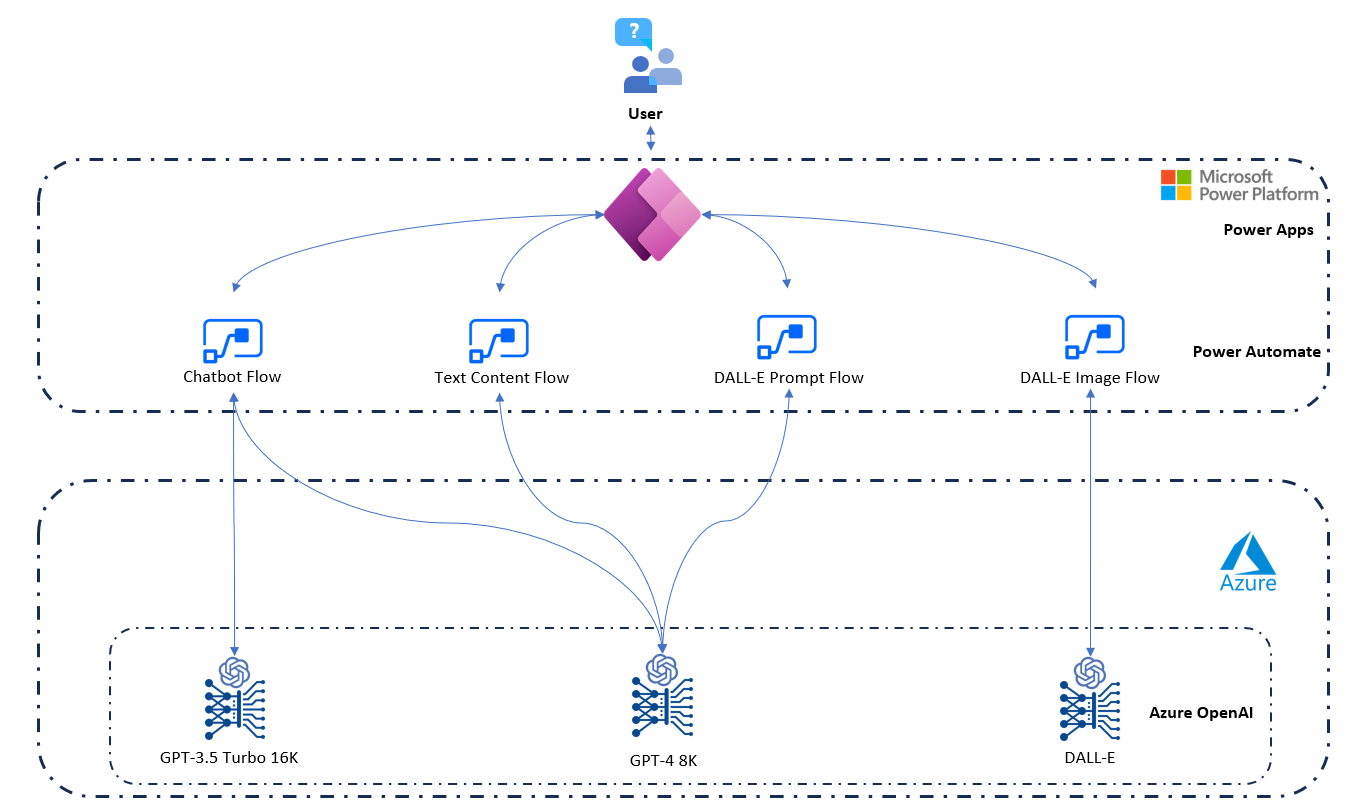 ?
User
Microsoft
Power Platform
Power Apps
Power Automate
Chatbot Flow
Text Content Flow
DALL-E Prompt Flow
DALL-E Image Flow
Azure
Azure OpenAI
GPT-3.5 Turbo 16K
GPT-4 8K
DALL-E